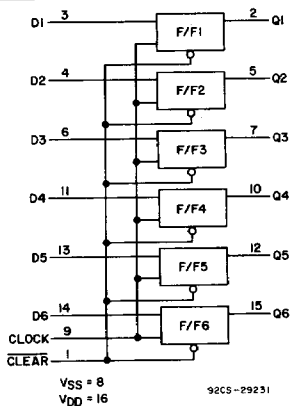 D1 3 F/F1 2 Q1
D2 4 F/F2 5 Q2
D3 6 F/F3 7 Q3
D4 11 F/F4 10 Q4
D5 13 F/F5 12 Q5
D6 14 F/F6 15 Q6
CLOCK 9
CLEAR 1
VSS = 8
VDD = 16
92CS-29231